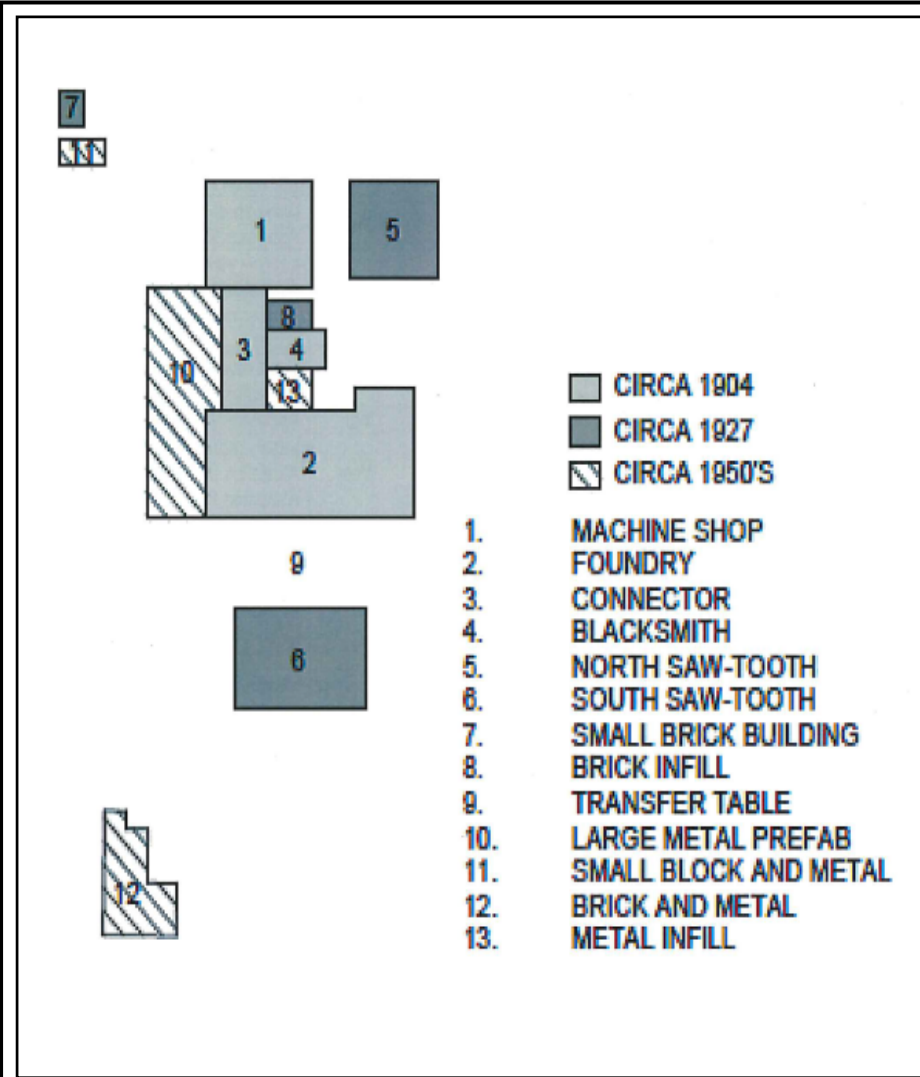 7
11
1
5
8
3
4
10
13
2
9
6
12
CIRCA 1904
CIRCA 1927
CIRCA 1950'S
1. MACHINE SHOP
2. FOUNDRY
3. CONNECTOR
4. BLACKSMITH
5. NORTH SAW-TOOTH
6. SOUTH SAW-TOOTH
7. SMALL BRICK BUILDING
8. BRICK INFILL
9. TRANSFER TABLE
10. LARGE METAL PREFAB
11. SMALL BLOCK AND METAL
12. BRICK AND METAL
13. METAL INFILL